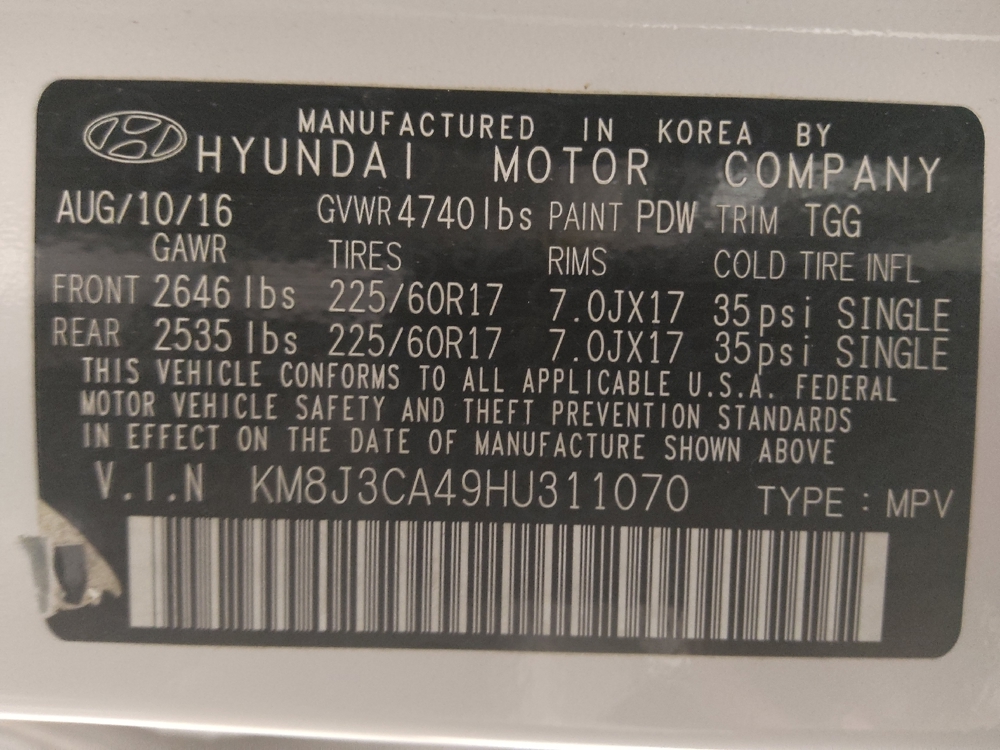 MANUFACTURED IN KOREA BY
HYUNDAI MOTOR COMPANY
AUG/10/16 GVWR 4740 lbs PAINT PDW TRIM TGG
GAWR TIRES RIMS COLD TIRE INFL
FRONT 2646 lbs 225/60R17 7.0JX17 35psi SINGLE
REAR 2535 lbs 225/60R17 7.0JX17 35psi SINGLE
THIS VEHICLE CONFORMS TO ALL APPLICABLE U.S.A. FEDERAL
MOTOR VEHICLE SAFETY AND THEFT PREVENTION STANDARDS
IN EFFECT ON THE DATE OF MANUFACTURE SHOWN ABOVE
V.I.N KM8J3CA49HU311070 TYPE : MPV